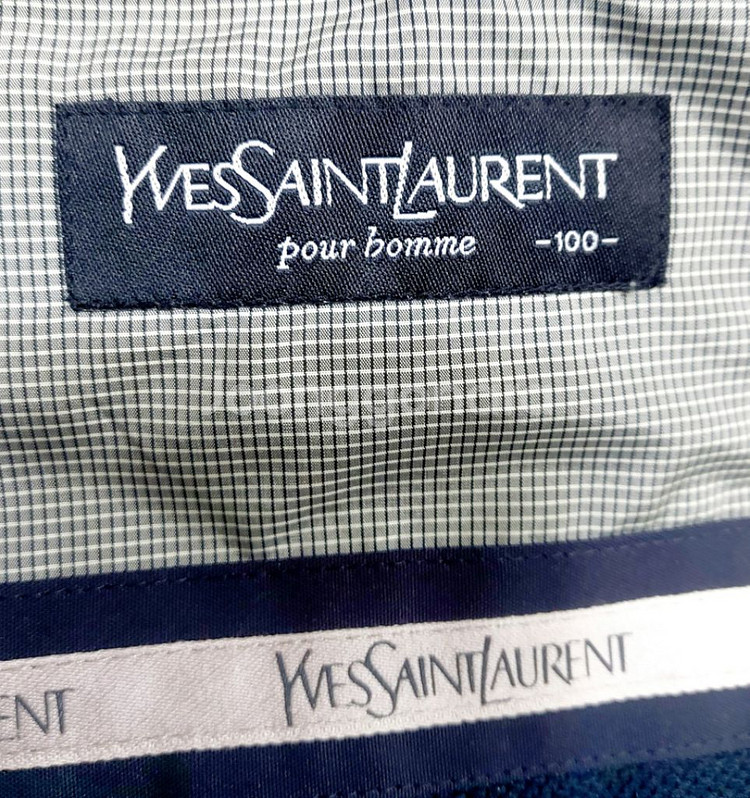 YVESSAINTLAURENT
pour homme -100-
ENT YVESSAINTLAURENT